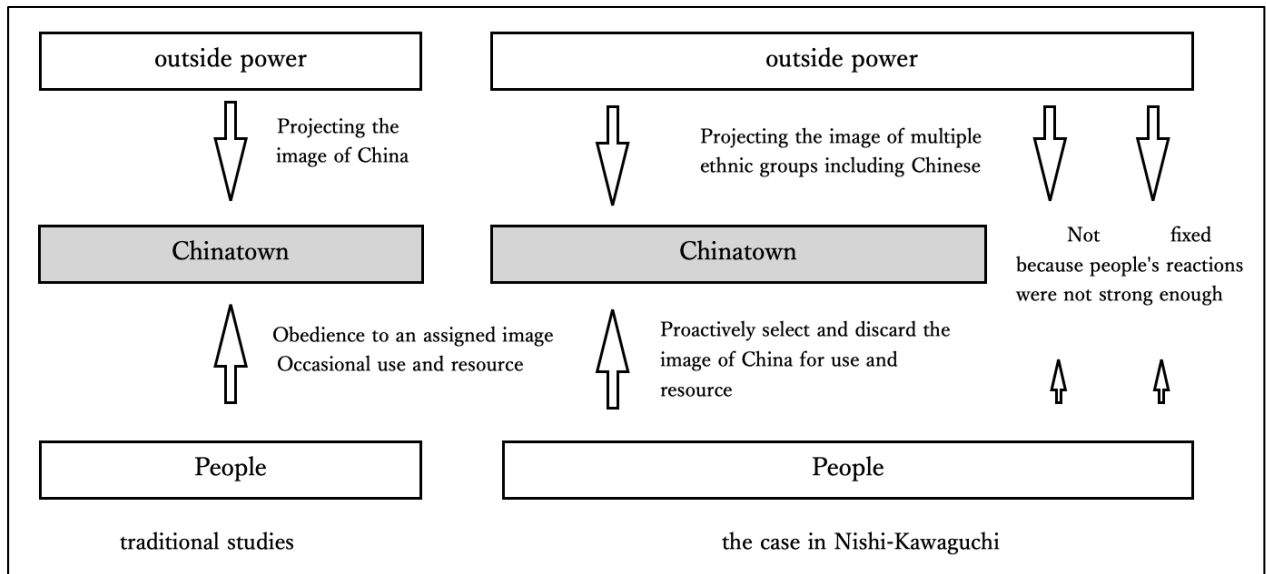 outside power
Projecting the
image of China
Chinatown
Obedience to an assigned image
Occasional use and resource
People
traditional studies
outside power
Projecting the image of multiple
ethnic groups including Chinese
Chinatown
Not fixed
because people's reactions
were not strong enough
Proactively select and discard the
image of China for use and
resource
People
the case in Nishi-Kawaguchi